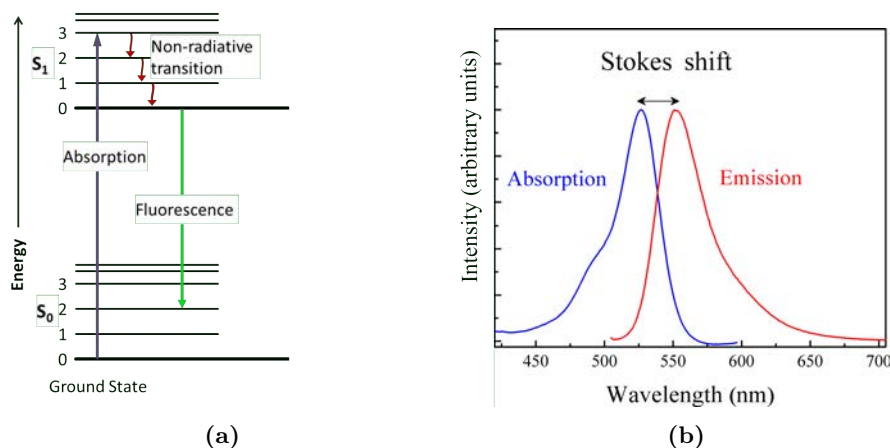 3
2
1
0
S₁
Non-radiative
transition
Absorption
Fluorescence
Energy
3
2
1
0
S₀
Ground State
(a)
Stokes shift
Absorption
Emission
Intensity (arbitrary units)
450 500 550 600 650 700
Wavelength (nm)
(b)